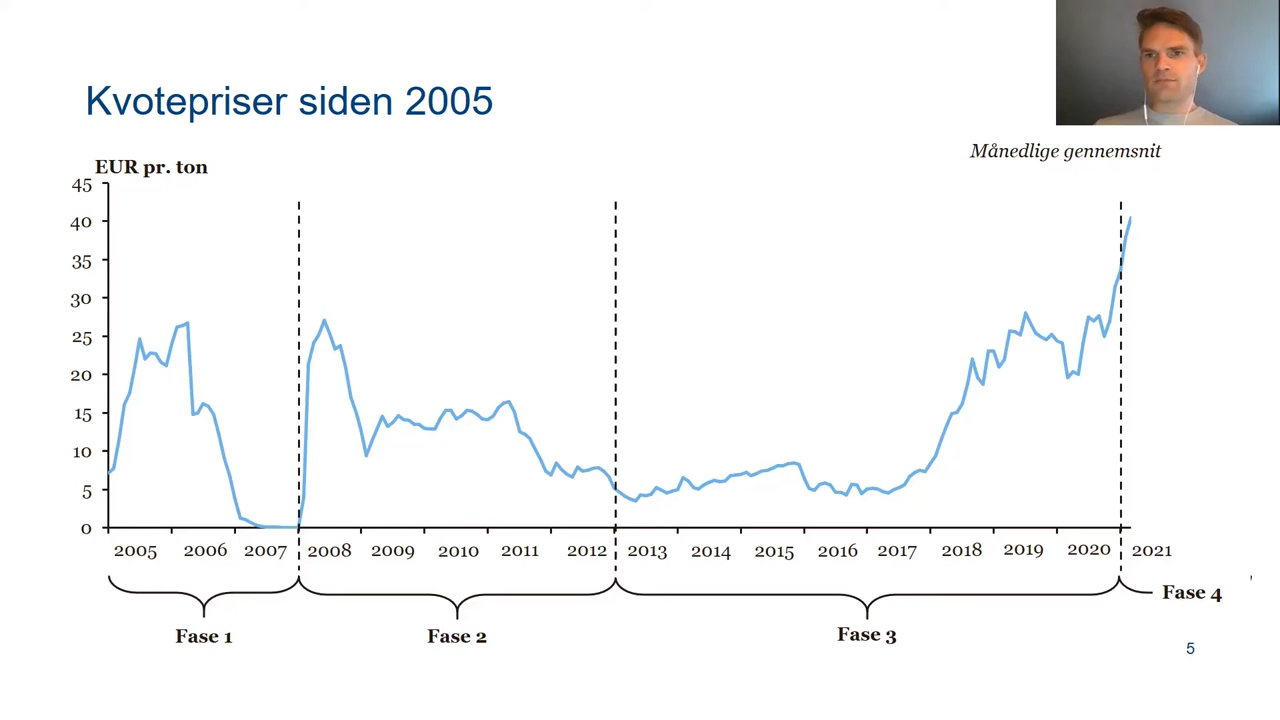 Kvotepriser siden 2005
Månedlige gennemsnit
EUR pr. ton
45
40
35
30
25
20
15
10
5
0
2005 2006 2007 2008 2009 2010 2011 2012 2013 2014 2015 2016 2017 2018 2019 2020 2021
Fase 4
Fase 1 Fase 2 Fase 3
5